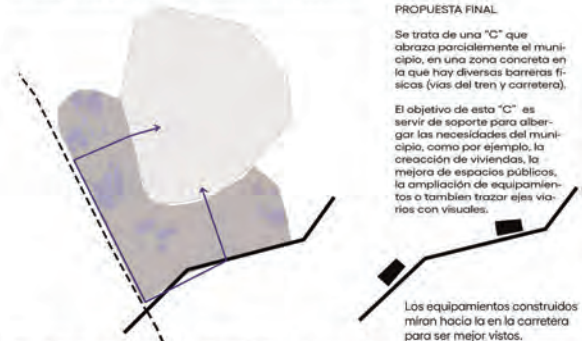 PROPUESTA FINAL
Se trata de una "C" que
abraza parcialmente el muni-
cipio, en una zona concreta en
la que hay diversas barreras fí-
sicas (vias del tren y carretera).
El objetivo de esta "C" es
servir de soporte para alber-
gar las necesidades del muni-
cipio, como por ejemplo, la
creacción de viviendas, la
mejora de espacios públicos,
la ampliación de equipamien-
tos o tambien trazar ejes via-
rios con visuales.
Los equipamientos construidos
miran hacio la en la carretera
para ser mejor vistos.